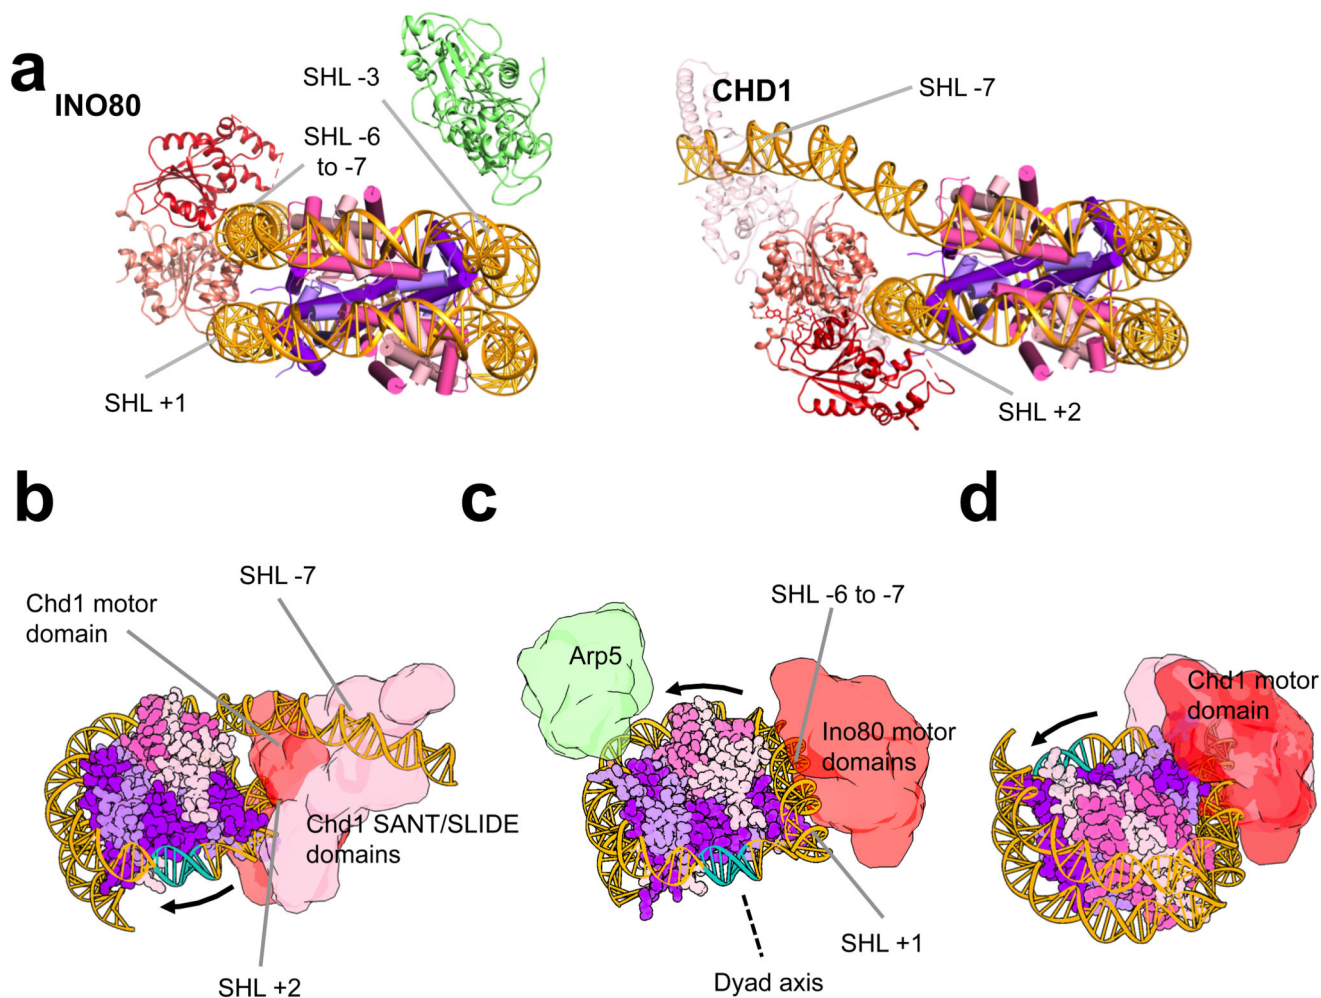 a
INO80
SHL -3
SHL -6
to -7
SHL +1
CHD1
SHL -7
SHL +2
b
Chd1 motor
domain
SHL -7
Chd1 SANT/SLIDE
domains
SHL +2
c
Arp5
SHL -6 to -7
Ino80 motor
domains
SHL +1
Dyad axis
d
Chd1 motor
domain